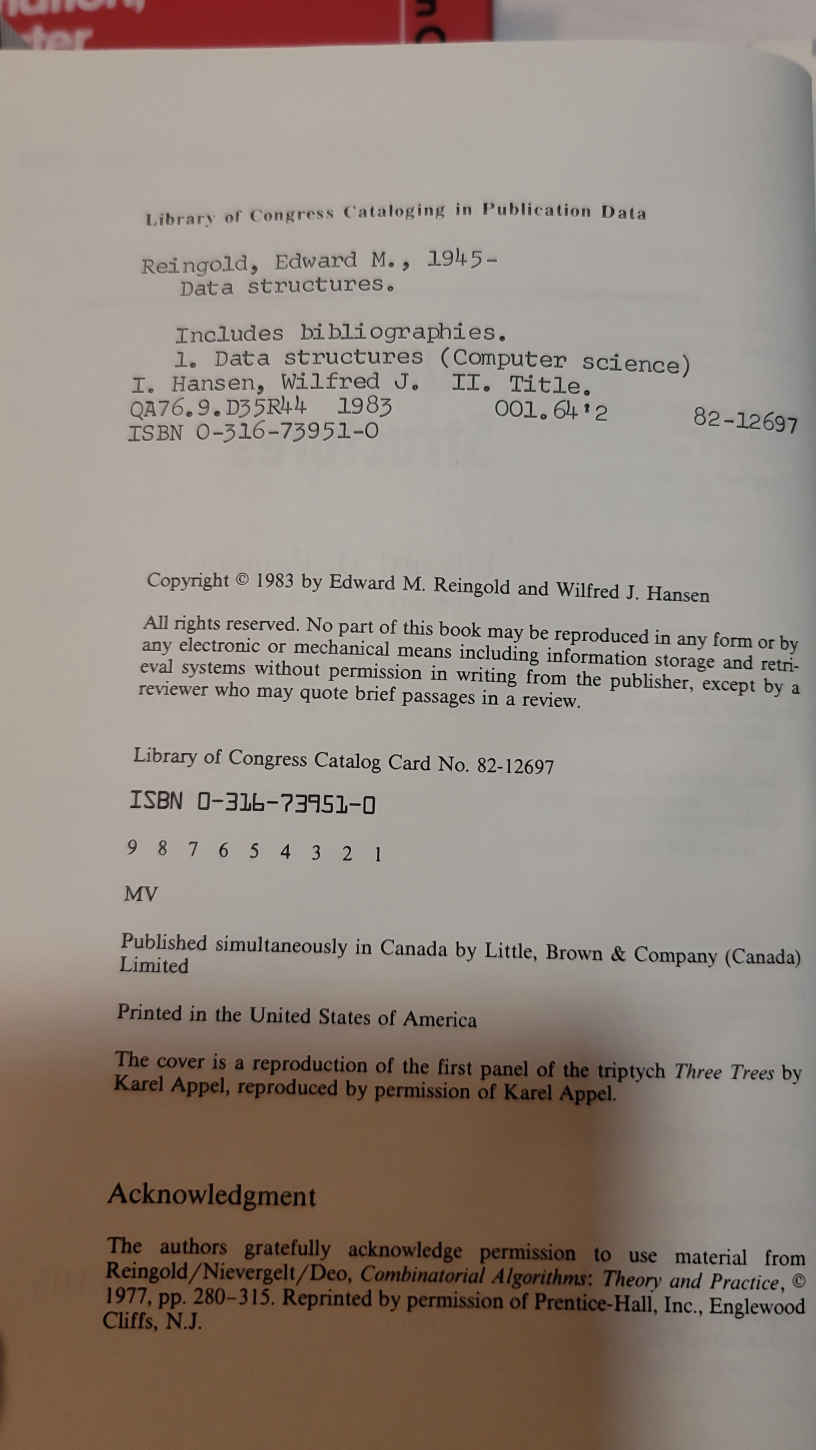 Library of Congress Cataloging in Publication Data
Reingold, Edward M., 1945-
Data structures.
Includes bibliographies.
1. Data structures (Computer science)
I. Hansen, Wilfred J. II. Title.
QA76.9.D35R44 1983 001.64'2 82-12697
ISBN 0-316-73951-0
Copyright © 1983 by Edward M. Reingold and Wilfred J. Hansen
All rights reserved. No part of this book may be reproduced in any form or by
any electronic or mechanical means including information storage and retri-
eval systems without permission in writing from the publisher, except by a
reviewer who may quote brief passages in a review.
Library of Congress Catalog Card No. 82-12697
ISBN 0-316-73951-0
9 8 7 6 5 4 3 2 1
MV
Published simultaneously in Canada by Little, Brown & Company (Canada)
Limited
Printed in the United States of America
The cover is a reproduction of the first panel of the triptych Three Trees by
Karel Appel, reproduced by permission of Karel Appel.
Acknowledgment
The authors gratefully acknowledge permission to use material from
Reingold/Nievergelt/Deo, Combinatorial Algorithms: Theory and Practice, ©
1977, pp. 280–315. Reprinted by permission of Prentice-Hall, Inc., Englewood
Cliffs, N.J.